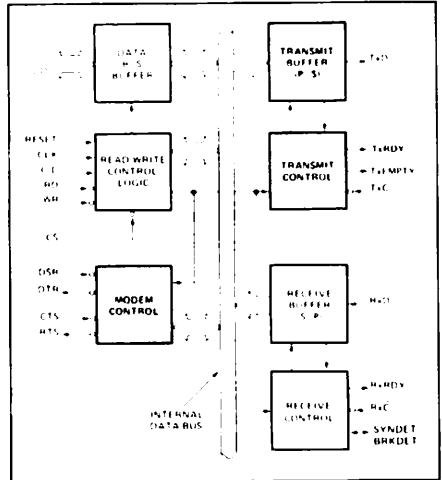 DATA
BUFFER
TRANSMIT
BUFFER
TxD
RESET
CLK
RD
WR
READ WRITE
CONTROL
LOGIC
CS
TRANSMIT
CONTROL
TxRDY
TxEMPTY
TxC
DSR
DTR
CTS
RTS
MODEM
CONTROL
RECEIVE
BUFFER
RxD
INTERNAL
DATA BUS
RECEIVE
CONTROL
RxRDY
RxC
SYNDET
BRKDET